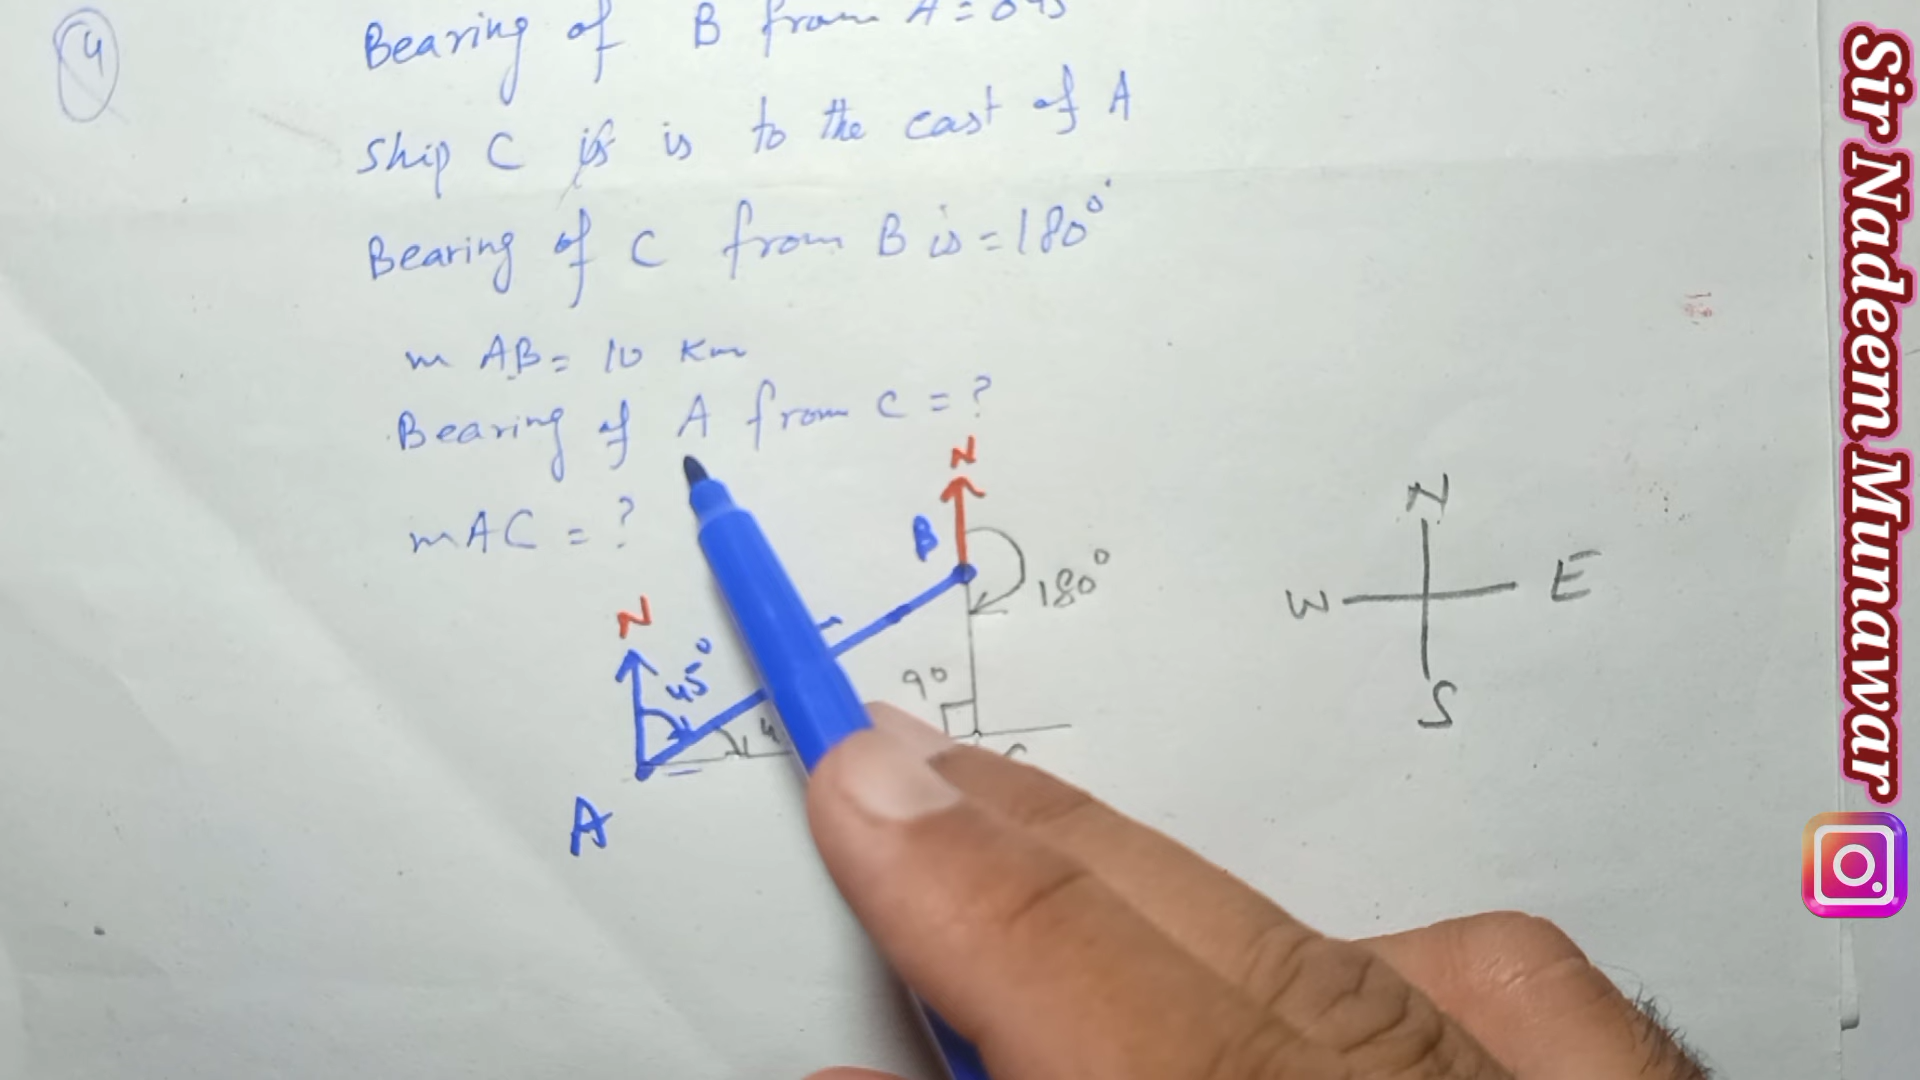 4
Bearing of B from A = 045
Ship C is is to the east of A
Bearing of C from B is = 180°
m AB = 10 Km
Bearing of A from C = ?
mAC = ?
N
B
180°
N
45°
90
A
N
W
E
S
Sir Nadeem Munawar